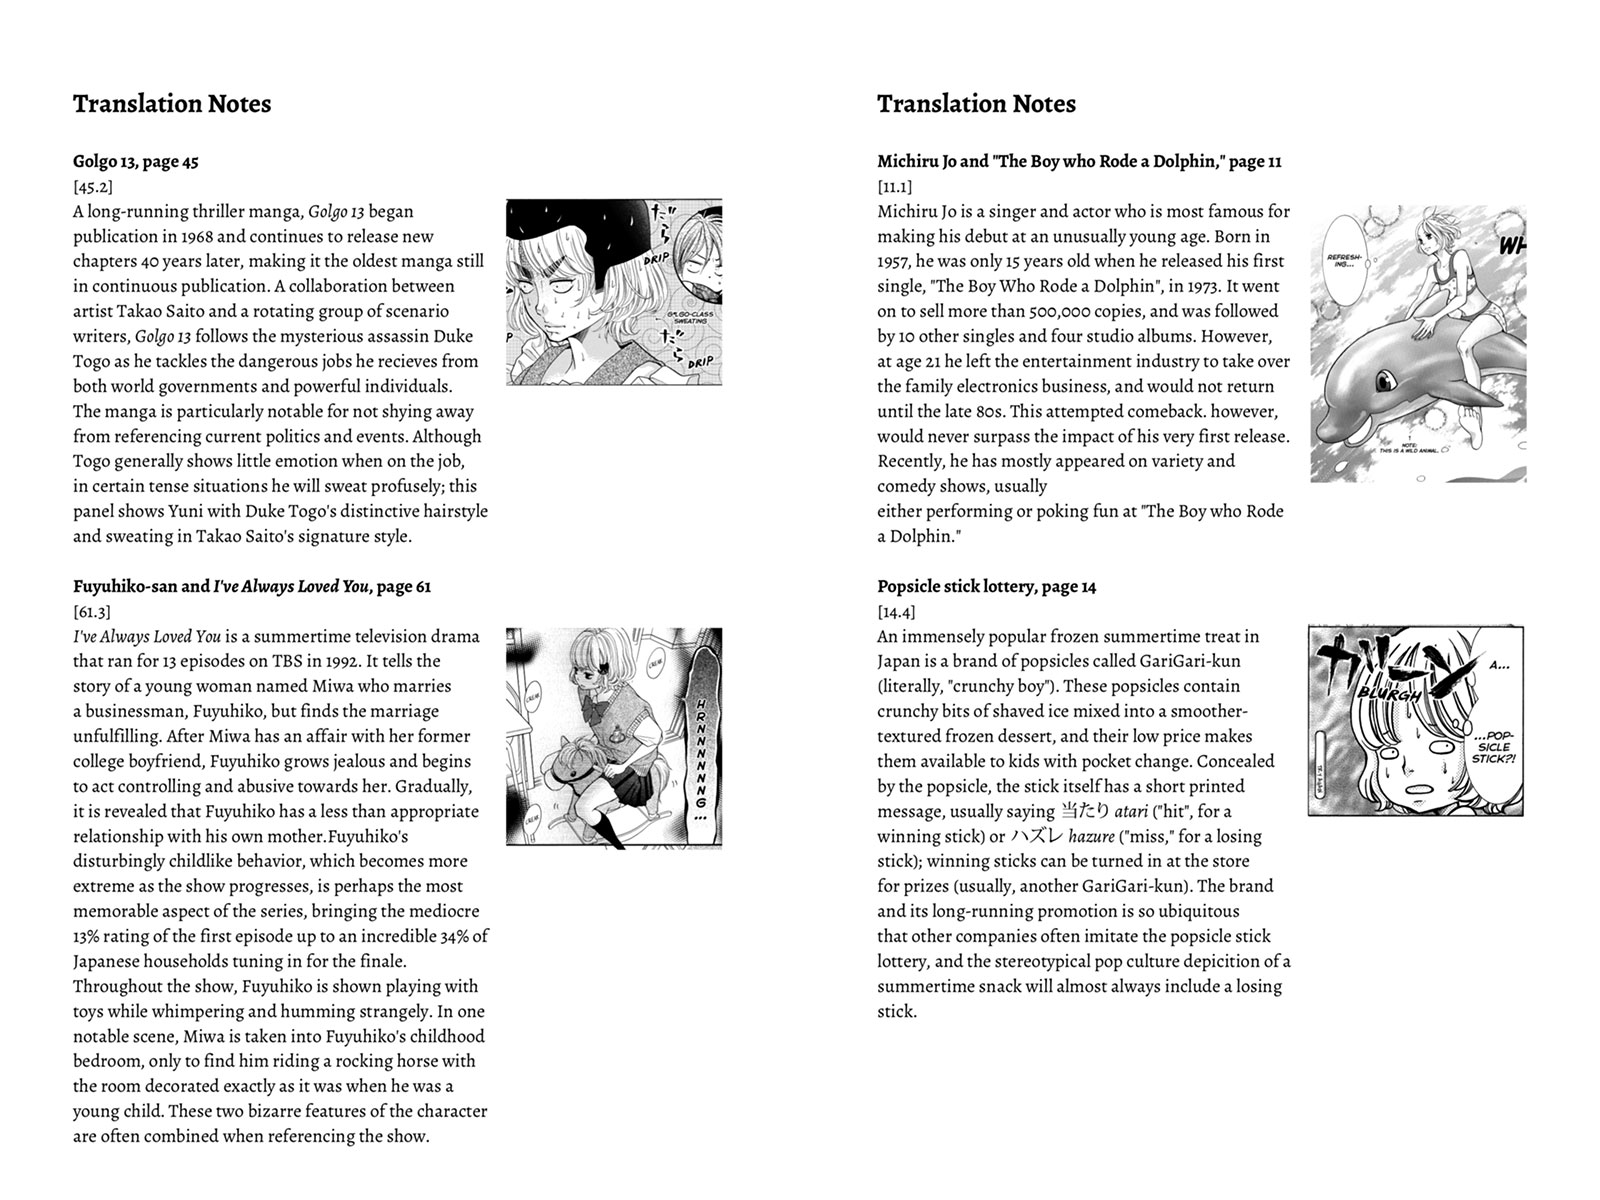 Translation Notes
Golgo 13, page 45
[45.2]
A long-running thriller manga, Golgo 13 began
publication in 1968 and continues to release new
chapters 40 years later, making it the oldest manga still
in continuous publication. A collaboration between
artist Takao Saito and a rotating group of scenario
writers, Golgo 13 follows the mysterious assassin Duke
Togo as he tackles the dangerous jobs he recieves from
both world governments and powerful individuals.
The manga is particularly notable for not shying away
from referencing current politics and events. Although
Togo generally shows little emotion when on the job,
in certain tense situations he will sweat profusely; this
panel shows Yuni with Duke Togo's distinctive hairstyle
and sweating in Takao Saito's signature style.
たら
DRIP
GOLGO-CLASS
SWEATING
たら
DRIP
Fuyuhiko-san and I've Always Loved You, page 61
[61.3]
I've Always Loved You is a summertime television drama
that ran for 13 episodes on TBS in 1992. It tells the
story of a young woman named Miwa who marries
a businessman, Fuyuhiko, but finds the marriage
unfulfilling. After Miwa has an affair with her former
college boyfriend, Fuyuhiko grows jealous and begins
to act controlling and abusive towards her. Gradually,
it is revealed that Fuyuhiko has a less than appropriate
relationship with his own mother.Fuyuhiko's
disturbingly childlike behavior, which becomes more
extreme as the show progresses, is perhaps the most
memorable aspect of the series, bringing the mediocre
13% rating of the first episode up to an incredible 34% of
Japanese households tuning in for the finale.
Throughout the show, Fuyuhiko is shown playing with
toys while whimpering and humming strangely. In one
notable scene, Miwa is taken into Fuyuhiko's childhood
bedroom, only to find him riding a rocking horse with
the room decorated exactly as it was when he was a
young child. These two bizarre features of the character
are often combined when referencing the show.
CREAK
CREAK
CREAK
HRNNNNNNNG...
Translation Notes
Michiru Jo and "The Boy who Rode a Dolphin," page 11
[11.1]
Michiru Jo is a singer and actor who is most famous for
making his debut at an unusually young age. Born in
1957, he was only 15 years old when he released his first
single, "The Boy Who Rode a Dolphin", in 1973. It went
on to sell more than 500,000 copies, and was followed
by 10 other singles and four studio albums. However,
at age 21 he left the entertainment industry to take over
the family electronics business, and would not return
until the late 80s. This attempted comeback. however,
would never surpass the impact of his very first release.
Recently, he has mostly appeared on variety and
comedy shows, usually
either performing or poking fun at "The Boy who Rode
a Dolphin."
REFRESH-
ING...
WH
NOTE:
THIS IS A WILD ANIMAL.
Popsicle stick lottery, page 14
[14.4]
An immensely popular frozen summertime treat in
Japan is a brand of popsicles called GariGari-kun
(literally, "crunchy boy"). These popsicles contain
crunchy bits of shaved ice mixed into a smoother-
textured frozen dessert, and their low price makes
them available to kids with pocket change. Concealed
by the popsicle, the stick itself has a short printed
message, usually saying 当たり atari ("hit", for a
winning stick) or ハズレ hazure ("miss," for a losing
stick); winning sticks can be turned in at the store
for prizes (usually, another GariGari-kun). The brand
and its long-running promotion is so ubiquitous
that other companies often imitate the popsicle stick
lottery, and the stereotypical pop culture depicition of a
summertime snack will almost always include a losing
stick.
BLURGH
A...
...POP-
SICLE
STICK?!